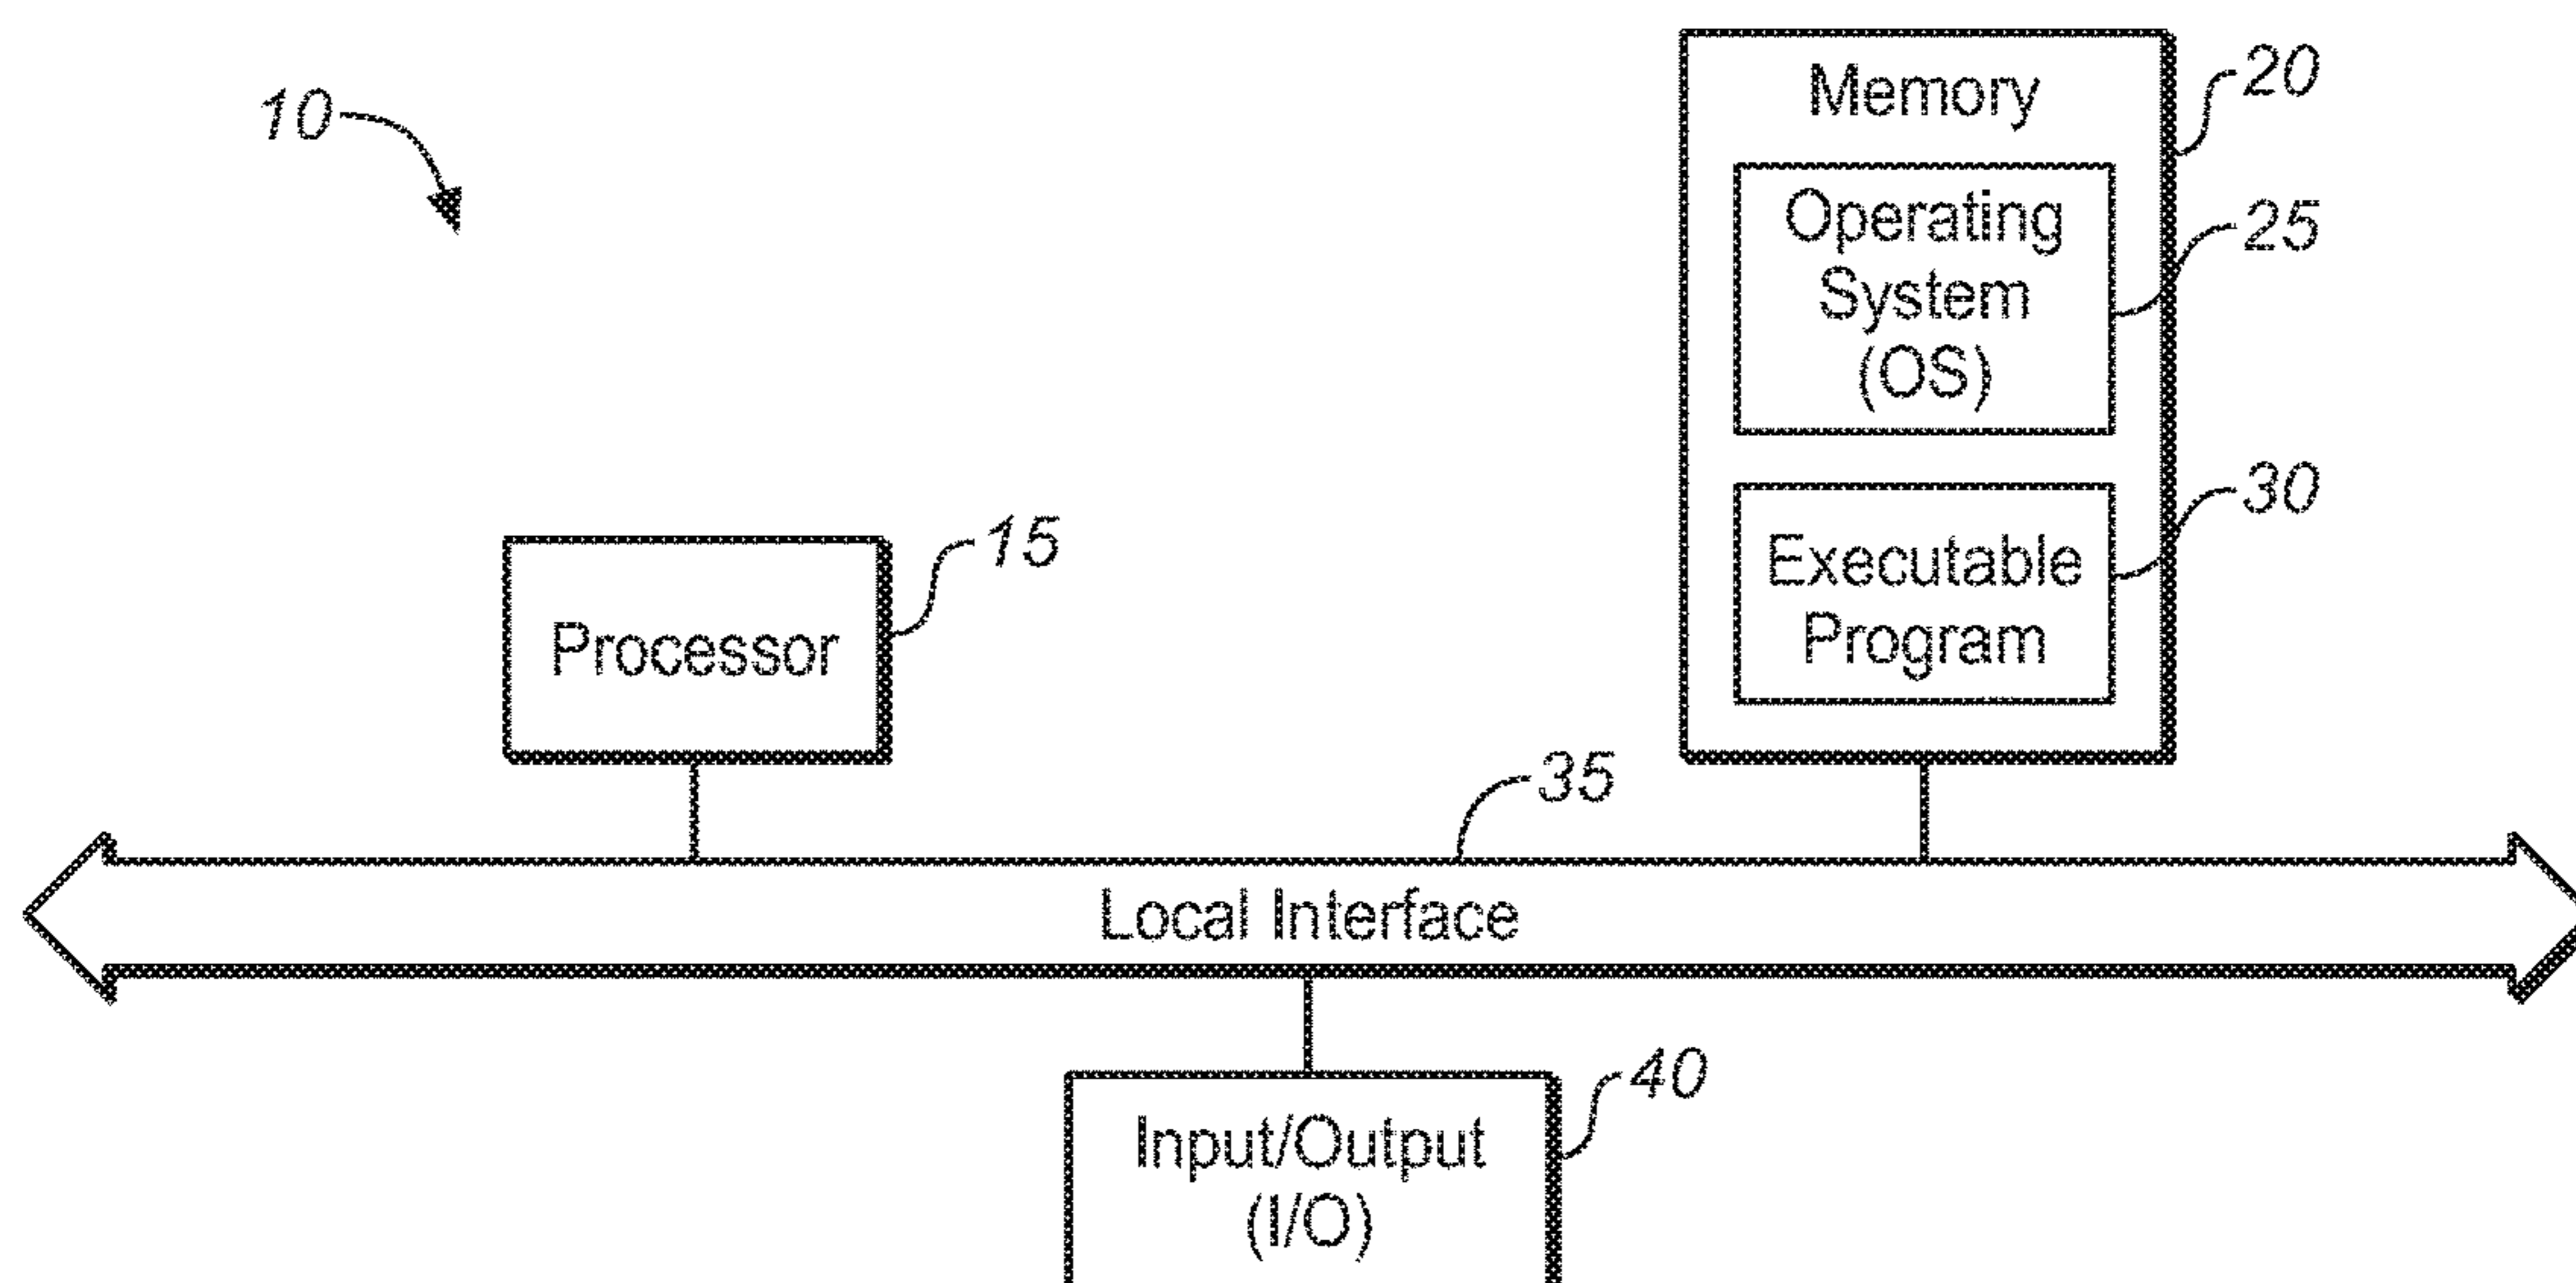 10
Memory
20
Operating
System
(OS)
25
Executable
Program
30
Processor
15
35
Local Interface
Input/Output
(I/O)
40